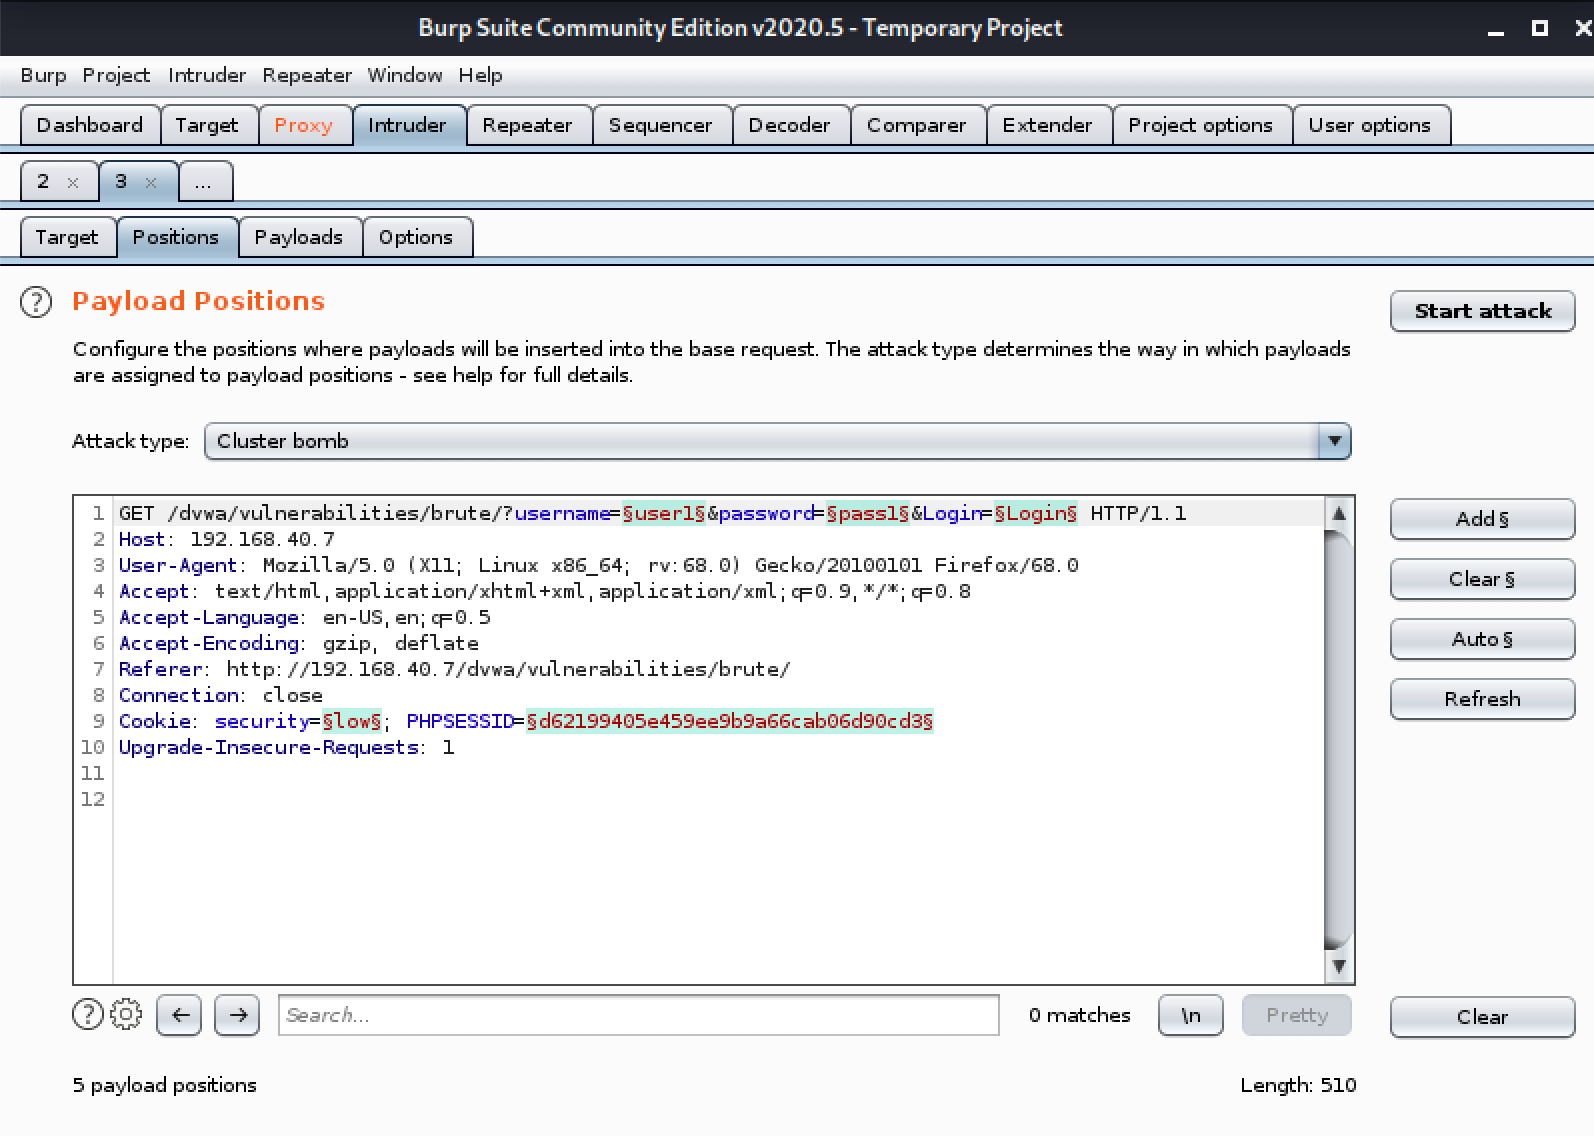 Burp Suite Community Edition v2020.5 - Temporary Project
Burp Project Intruder Repeater Window Help
Dashboard Target Proxy Intruder Repeater Sequencer Decoder Comparer Extender Project options User options
2 × 3 × ...
Target Positions Payloads Options
? Payload Positions
Start attack
Configure the positions where payloads will be inserted into the base request. The attack type determines the way in which payloads
are assigned to payload positions - see help for full details.
Attack type: Cluster bomb
1 GET /dvwa/vulnerabilities/brute/?username=§user1§&password=§pass1§&Login=§Login§ HTTP/1.1
2 Host: 192.168.40.7
3 User-Agent: Mozilla/5.0 (X11; Linux x86_64; rv:68.0) Gecko/20100101 Firefox/68.0
4 Accept: text/html,application/xhtml+xml,application/xml;q=0.9,*/*;q=0.8
5 Accept-Language: en-US,en;q=0.5
6 Accept-Encoding: gzip, deflate
7 Referer: http://192.168.40.7/dvwa/vulnerabilities/brute/
8 Connection: close
9 Cookie: security=§low§; PHPSESSID=§d62199405e459ee9b9a66cab06d90cd3§
10 Upgrade-Insecure-Requests: 1
11
12
Add §
Clear §
Auto §
Refresh
? Search... 0 matches \n Pretty
Clear
5 payload positions
Length: 510